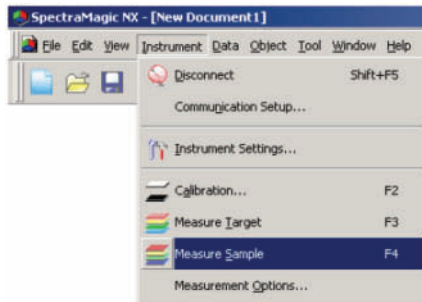 SpectraMagic NX - [New Document1]
File Edit View Instrument Data Object Tool Window Help
Disconnect Shift+F5
Communication Setup...
Instrument Settings...
Calibration... F2
Measure Target F3
Measure Sample F4
Measurement Options...